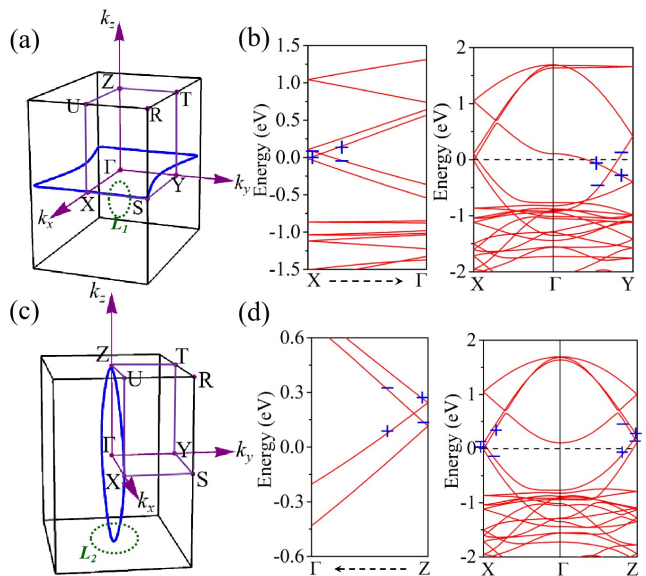 (a)
k_z
Z
T
U
R
Γ
k_y
Y
X
S
k_x
L_1
(b)
Energy (eV)
1.5
1.0
0.5
0.0
-0.5
-1.0
-1.5
X
Γ
Energy (eV)
2
1
0
-1
-2
X
Γ
Y
(c)
k_z
Z
T
U
R
Γ
Y
k_y
X
S
k_x
L_2
(d)
Energy (eV)
0.6
0.3
0.0
-0.3
-0.6
Γ
Z
Energy (eV)
2
1
0
-1
-2
X
Γ
Z